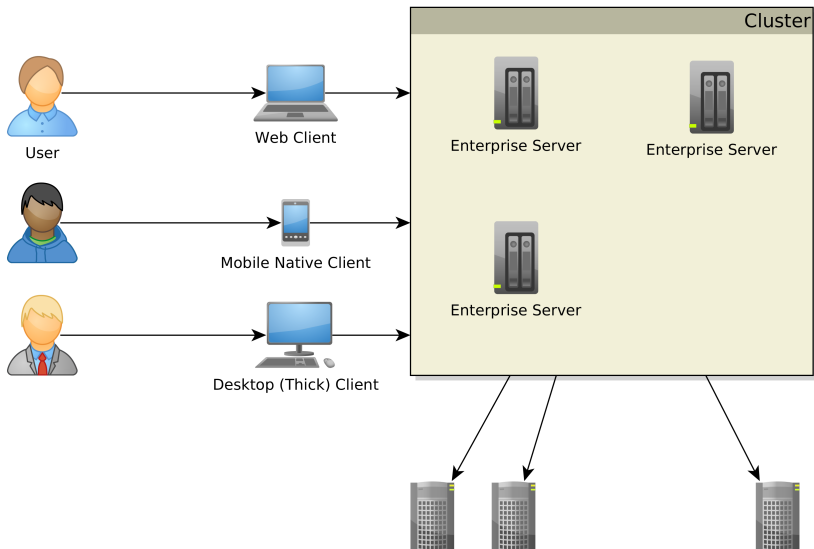 Cluster
Enterprise Server
Enterprise Server
User
Web Client
Mobile Native Client
Enterprise Server
Desktop (Thick) Client